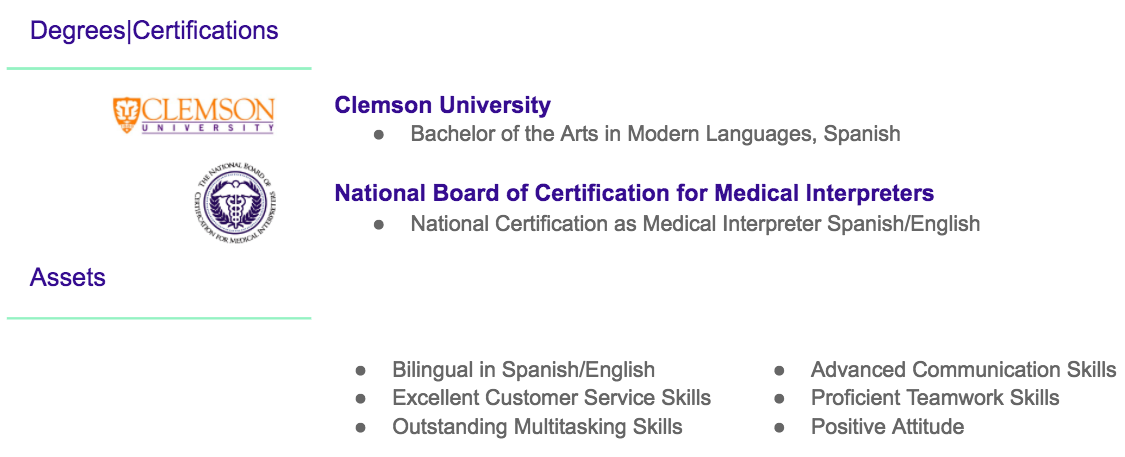 Degrees|Certifications
CLEMSON
UNIVERSITY
Clemson University
● Bachelor of the Arts in Modern Languages, Spanish
THE NATIONAL BOARD OF CERTIFICATION FOR MEDICAL INTERPRETERS
National Board of Certification for Medical Interpreters
● National Certification as Medical Interpreter Spanish/English
Assets
● Bilingual in Spanish/English
● Excellent Customer Service Skills
● Outstanding Multitasking Skills
● Advanced Communication Skills
● Proficient Teamwork Skills
● Positive Attitude